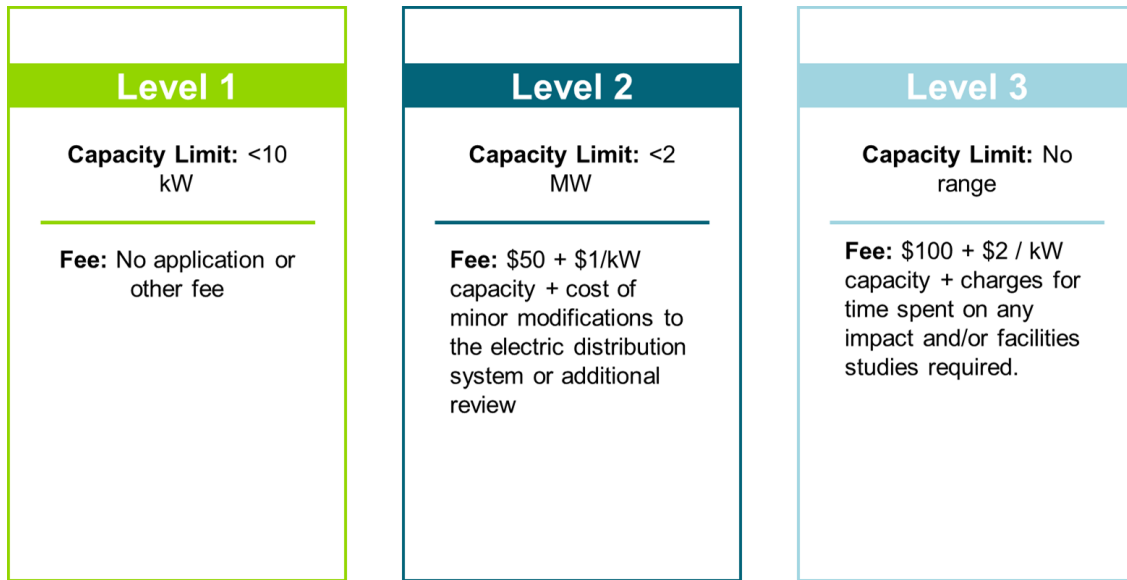 Level 1
Capacity Limit: <10
kW
Fee: No application or
other fee
Level 2
Capacity Limit: <2
MW
Fee: $50 + $1/kW
capacity + cost of
minor modifications to
the electric distribution
system or additional
review
Level 3
Capacity Limit: No
range
Fee: $100 + $2 / kW
capacity + charges for
time spent on any
impact and/or facilities
studies required.